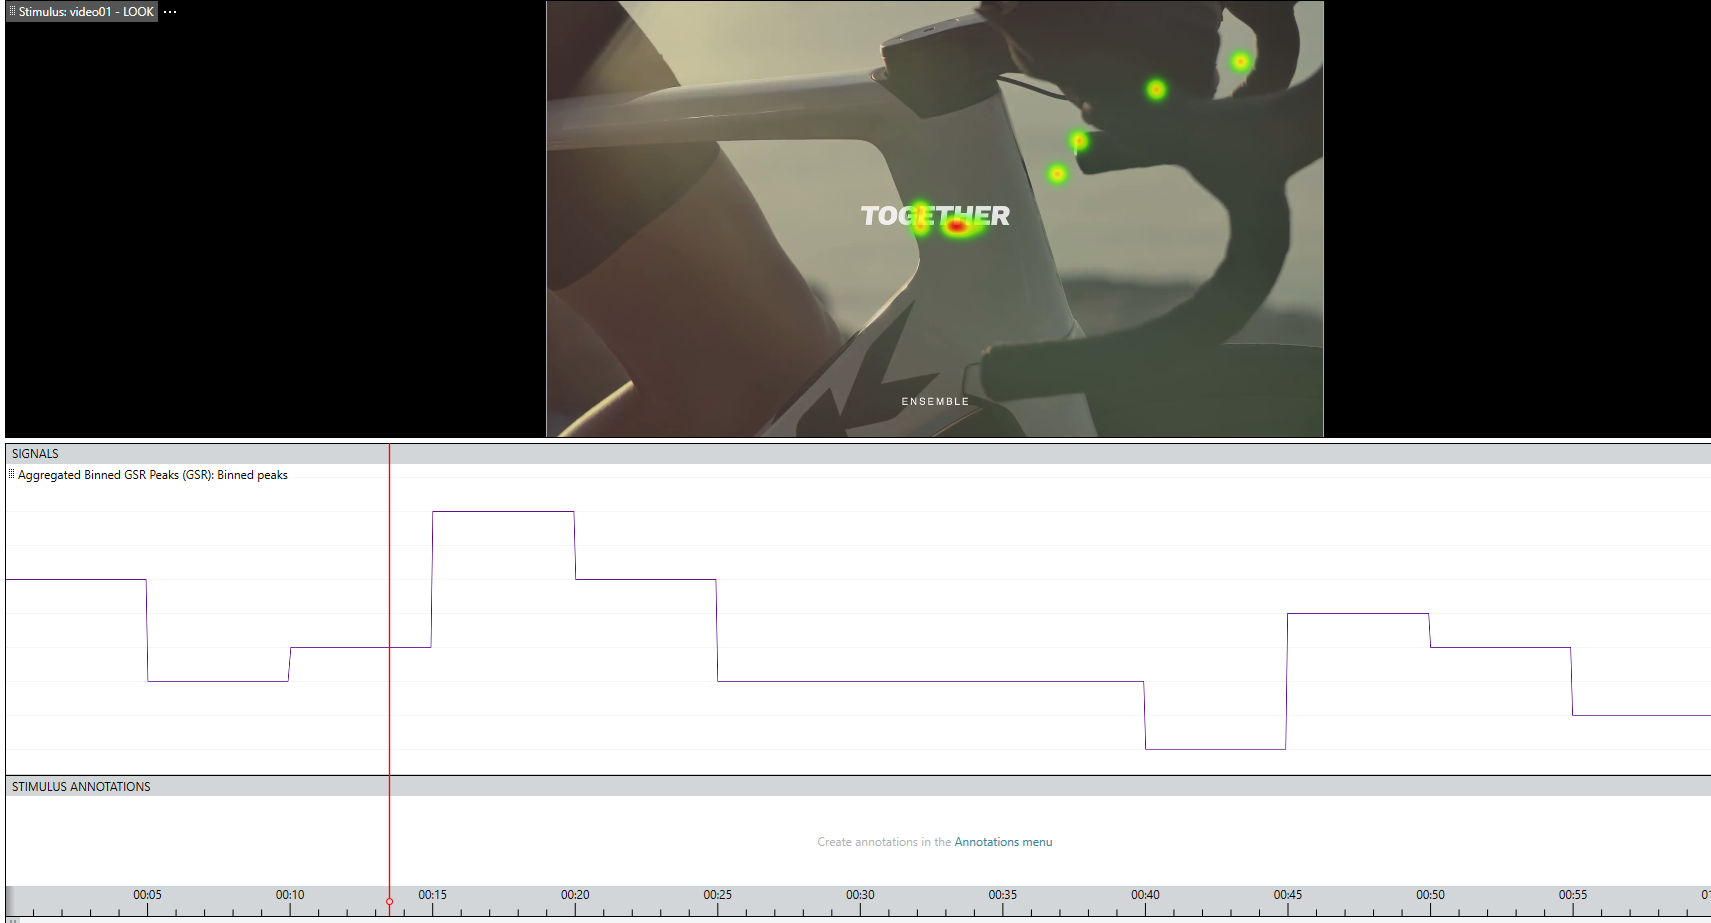 Stimulus: video01 - LOOK ...
TOGETHER
ENSEMBLE
SIGNALS
Aggregated Binned GSR Peaks (GSR): Binned peaks
STIMULUS ANNOTATIONS
Create annotations in the Annotations menu
00:05 00:10 00:15 00:20 00:25 00:30 00:35 00:40 00:45 00:50 00:55